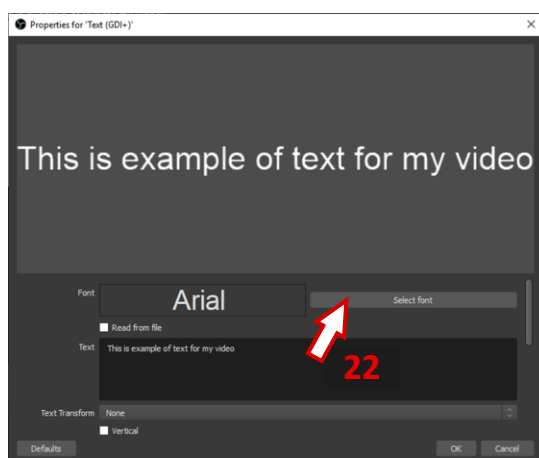 Properties for 'Text (GDI+)'
This is example of text for my video
Font
Arial
Select font
Read from file
Text
This is example of text for my video
22
Text Transform
None
Vertical
Defaults
OK
Cancel